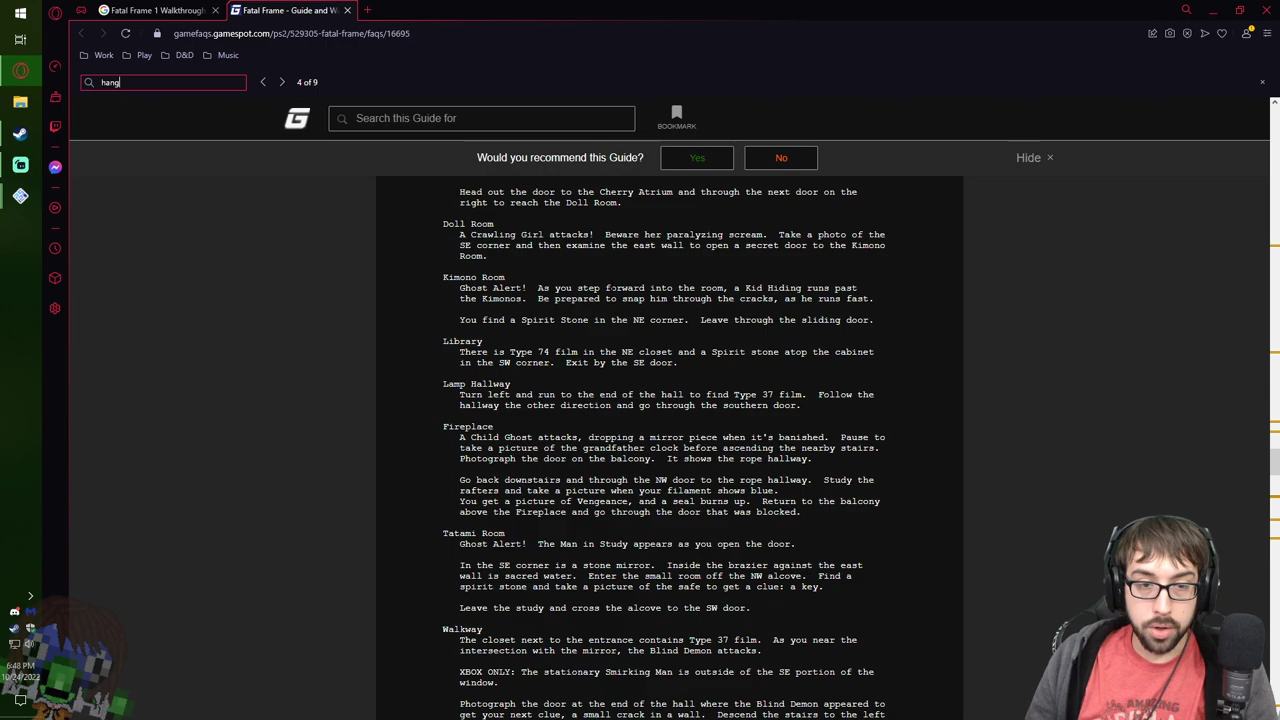 Fatal Frame 1 Walkthrough
Fatal Frame - Guide and W
gamefaqs.gamespot.com/ps2/529305-fatal-frame/faqs/16695
Work
Play
D&D
Music
hang
4 of 9
Search this Guide for
BOOKMARK
Would you recommend this Guide?
Yes
No
Hide
Head out the door to the Cherry Atrium and through the next door on the
right to reach the Doll Room.
Doll Room
A Crawling Girl attacks!  Beware her paralyzing scream.  Take a photo of the
SE corner and then examine the east wall to open a secret door to the Kimono
Room.
Kimono Room
Ghost Alert!  As you step forward into the room, a Kid Hiding runs past
the Kimonos.  Be prepared to snap him through the cracks, as he runs fast.
You find a Spirit Stone in the NE corner.  Leave through the sliding door.
Library
There is Type 74 film in the NE closet and a Spirit stone atop the cabinet
in the SW corner.  Exit by the SE door.
Lamp Hallway
Turn left and run to the end of the hall to find Type 37 film.  Follow the
hallway the other direction and go through the southern door.
Fireplace
A Child Ghost attacks, dropping a mirror piece when it's banished.  Pause to
take a picture of the grandfather clock before ascending the nearby stairs.
Photograph the door on the balcony.  It shows the rope hallway.
Go back downstairs and through the NW door to the rope hallway.  Study the
rafters and take a picture when your filament shows blue.
You get a picture of Vengeance, and a seal burns up.  Return to the balcony
above the Fireplace and go through the door that was blocked.
Tatami Room
Ghost Alert!  The Man in Study appears as you open the door.
In the SE corner is a stone mirror.  Inside the brazier against the east
wall is sacred water.  Enter the small room off the NW alcove.  Find a
spirit stone and take a picture of the safe to get a clue: a key.
Leave the study and cross the alcove to the SW door.
Walkway
The closet next to the entrance contains Type 37 film.  As you near the
intersection with the mirror, the Blind Demon attacks.
XBOX ONLY: The stationary Smirking Man is outside of the SE portion of the
window.
Photograph the door at the end of the hall where the Blind Demon appeared to
get your next clue, a small crack in a wall.  Descend the stairs to the left
6:48 PM
10/24/2022
AMAZING